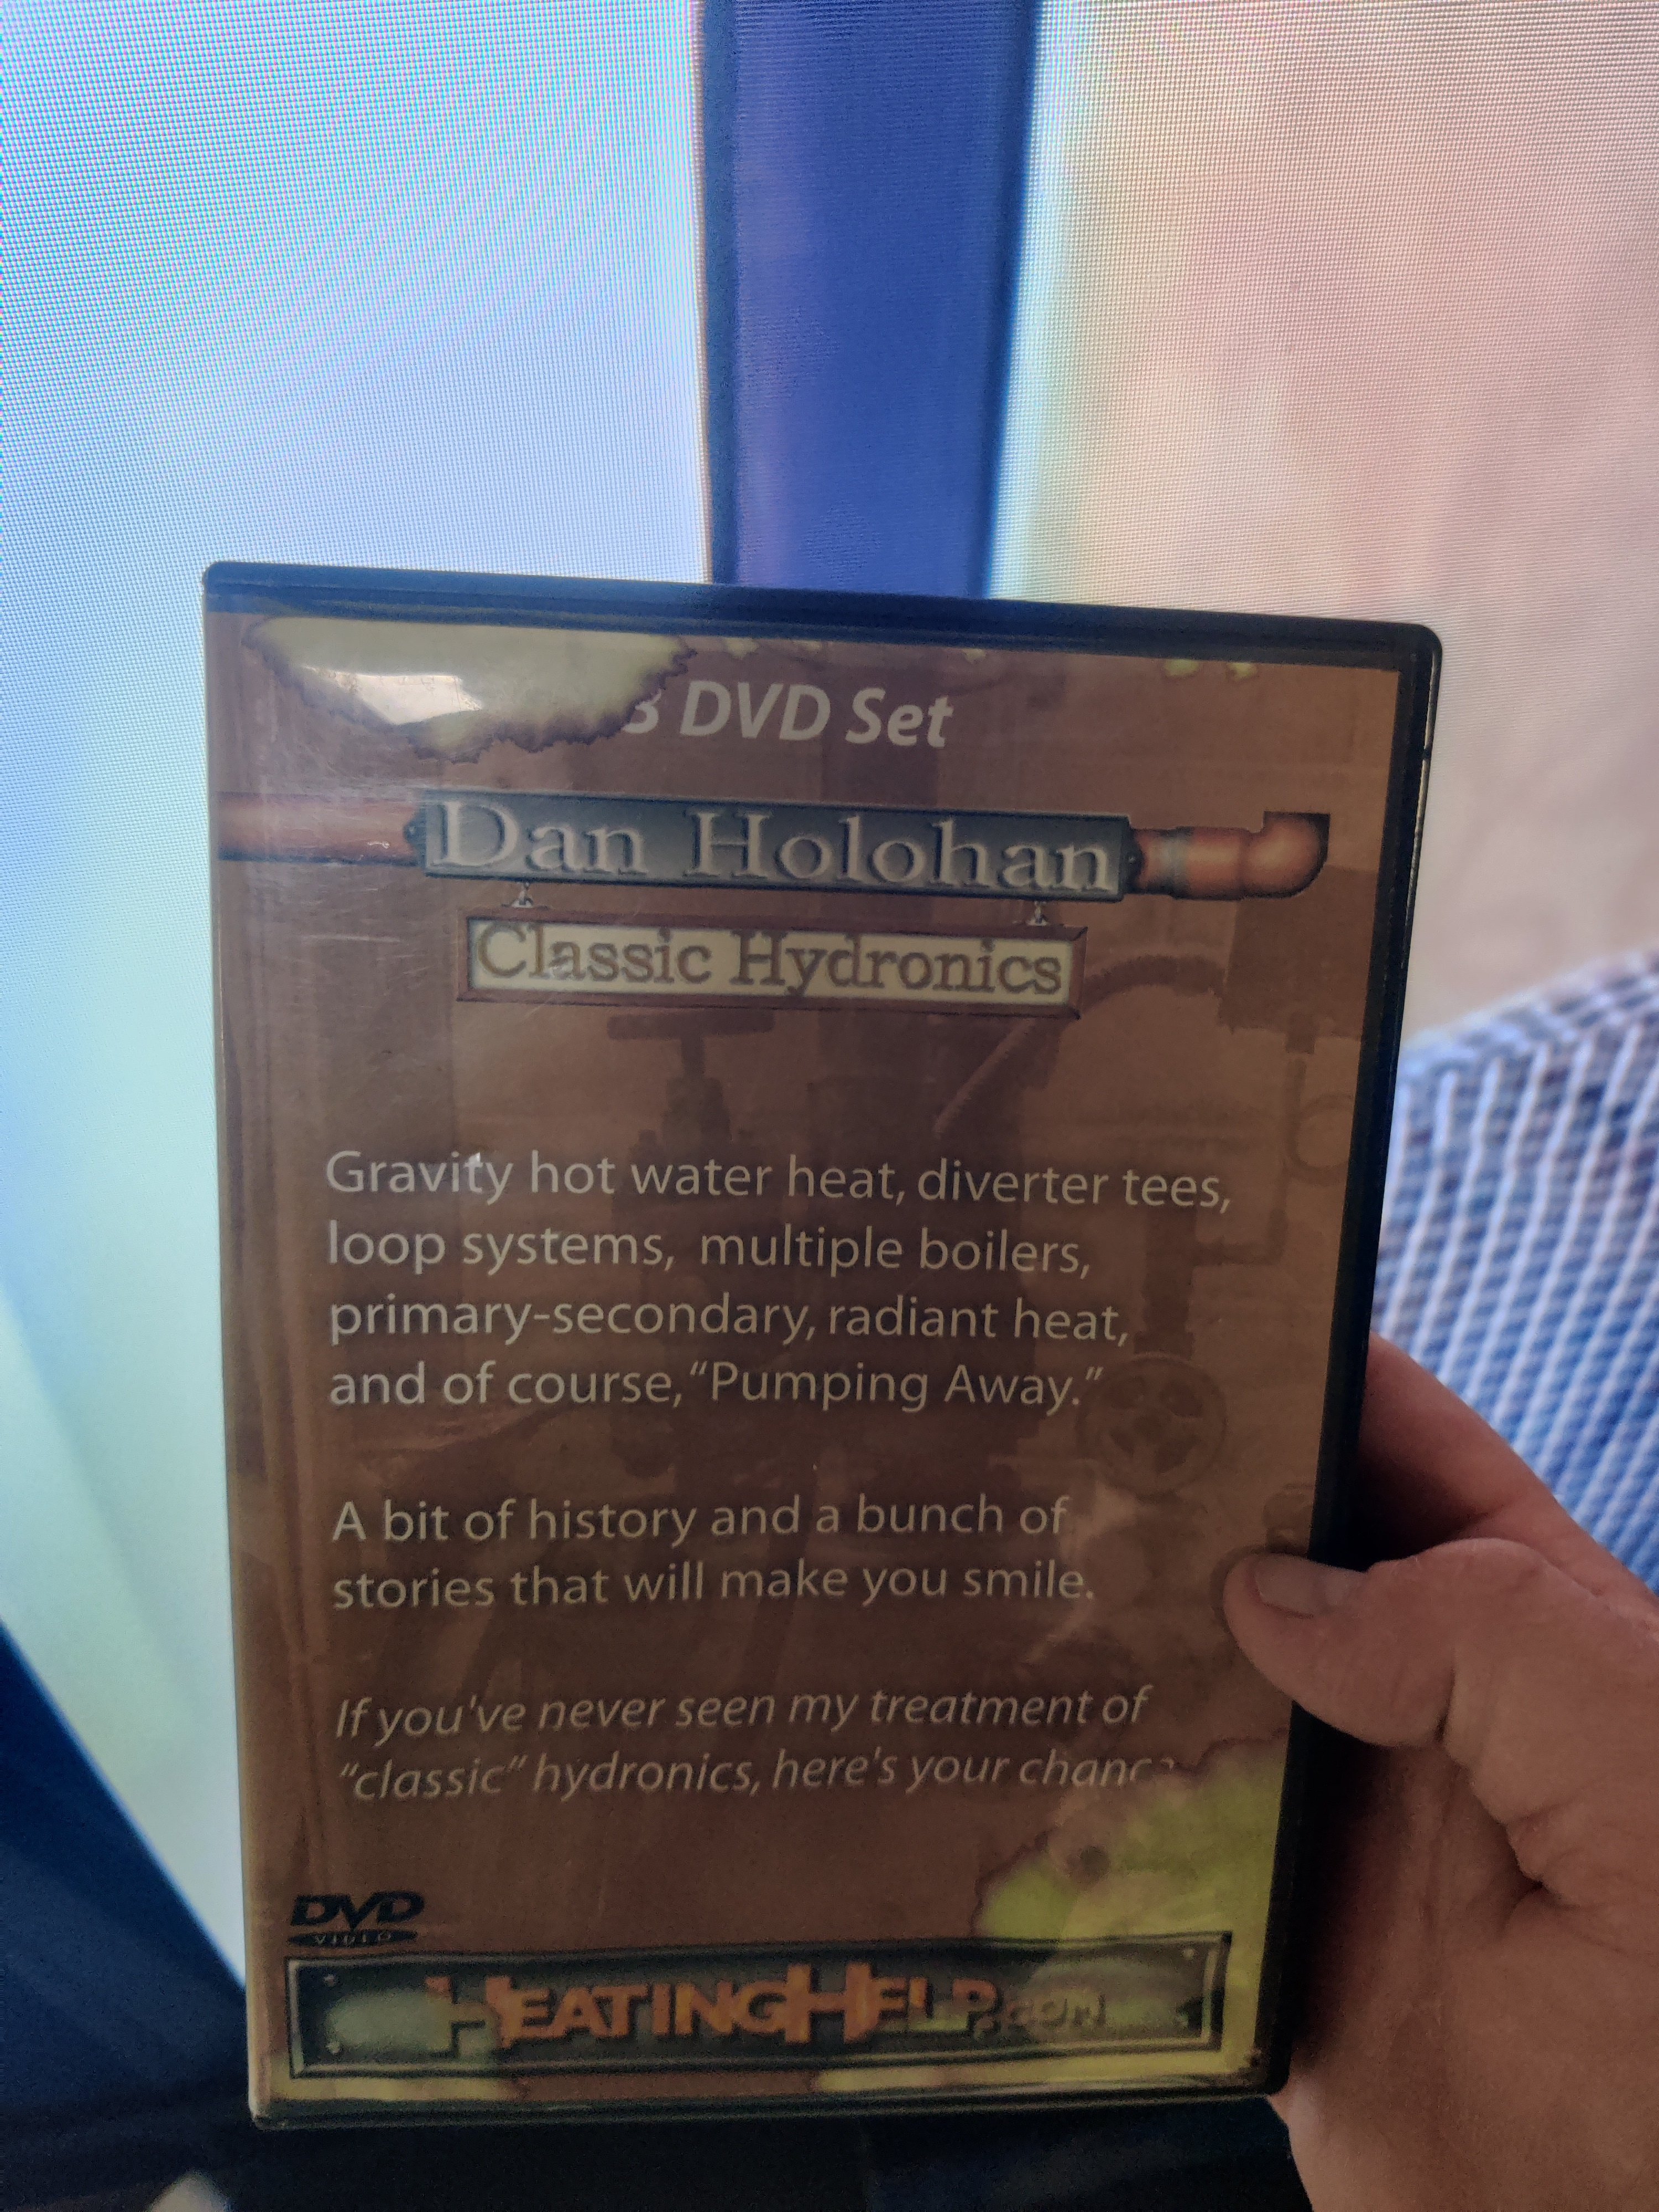 3 DVD Set
Dan Holohan
Classic Hydronics
Gravity hot water heat, diverter tees,
loop systems, multiple boilers,
primary-secondary, radiant heat,
and of course, “Pumping Away.”
A bit of history and a bunch of
stories that will make you smile.
If you've never seen my treatment of
“classic” hydronics, here's your chance
DVD
VIDEO
HEATINGHELP.COM